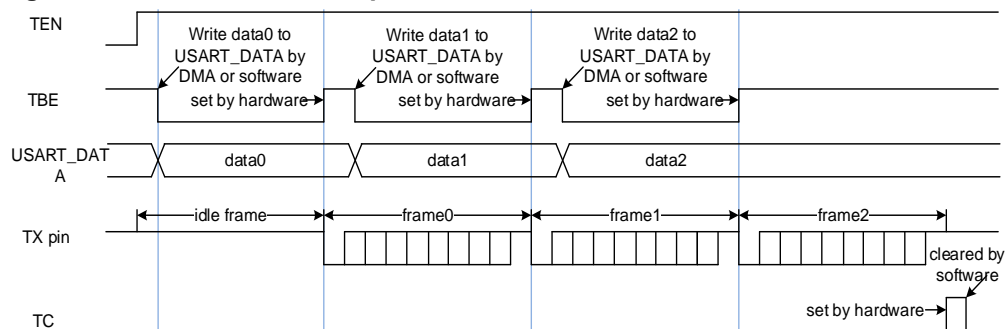 TEN
Write data0 to
USART_DATA by
DMA or software
Write data1 to
USART_DATA by
DMA or software
Write data2 to
USART_DATA by
DMA or software
TBE
set by hardware
set by hardware
set by hardware
USART_DAT
A
data0
data1
data2
idle frame
frame0
frame1
frame2
TX pin
cleared by
software
set by hardware
TC